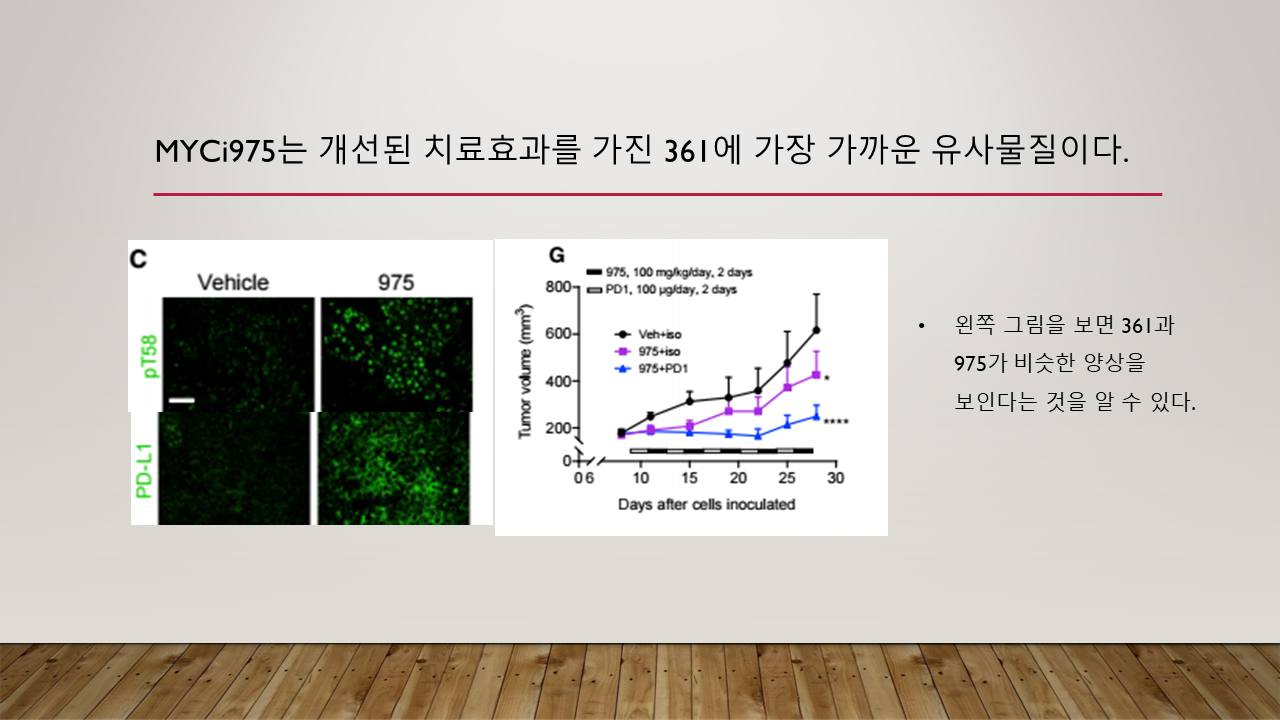 MYCi975는 개선된 치료효과를 가진 361에 가장 가까운 유사물질이다.
C
Vehicle 975
pT58
PD-L1
G
975, 100 mg/kg/day, 2 days
PD1, 100 µg/day, 2 days
Veh+iso
975+iso
975+PD1
Tumor volume (mm³)
800
600
400
200
0
*
****
0 6 10 15 20 25 30
Days after cells inoculated
• 왼쪽 그림을 보면 361과
975가 비슷한 양상을
보인다는 것을 알 수 있다.